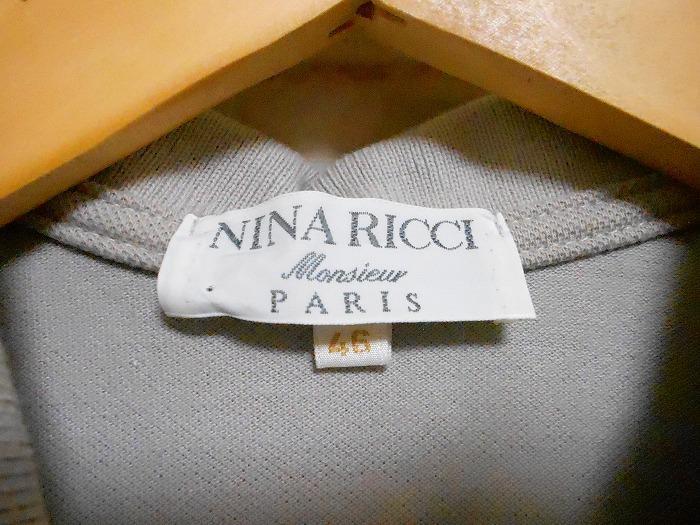 NINA RICCI
Monsieur
PARIS
46